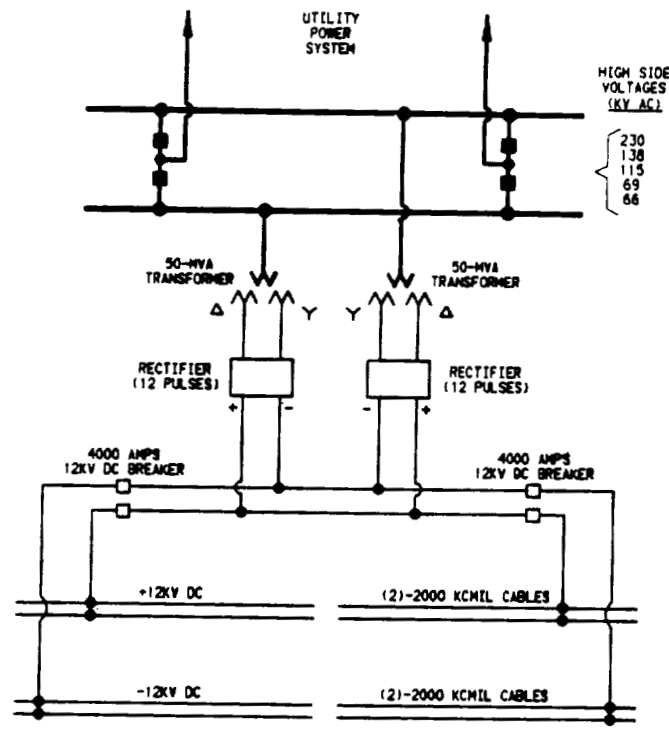 UTILITY
POWER
SYSTEM
HIGH SIDE
VOLTAGES
(KV AC)
230
138
115
69
66
50-MVA
TRANSFORMER
50-MVA
TRANSFORMER
Δ
Y
Y
Δ
RECTIFIER
(12 PULSES)
RECTIFIER
(12 PULSES)
+
-
-
+
4000 AMPS
12KV DC BREAKER
4000 AMPS
12KV DC BREAKER
+12KV DC
(2)-2000 KCMIL CABLES
-12KV DC
(2)-2000 KCMIL CABLES